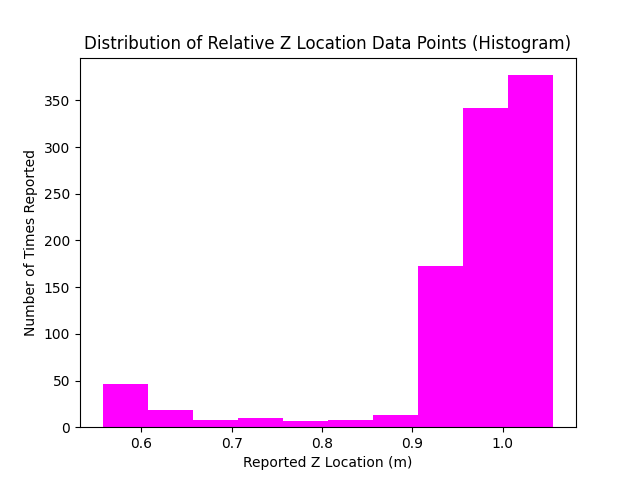 Distribution of Relative Z Location Data Points (Histogram)
Number of Times Reported
350
300
250
200
150
100
50
0
0.6 0.7 0.8 0.9 1.0
Reported Z Location (m)